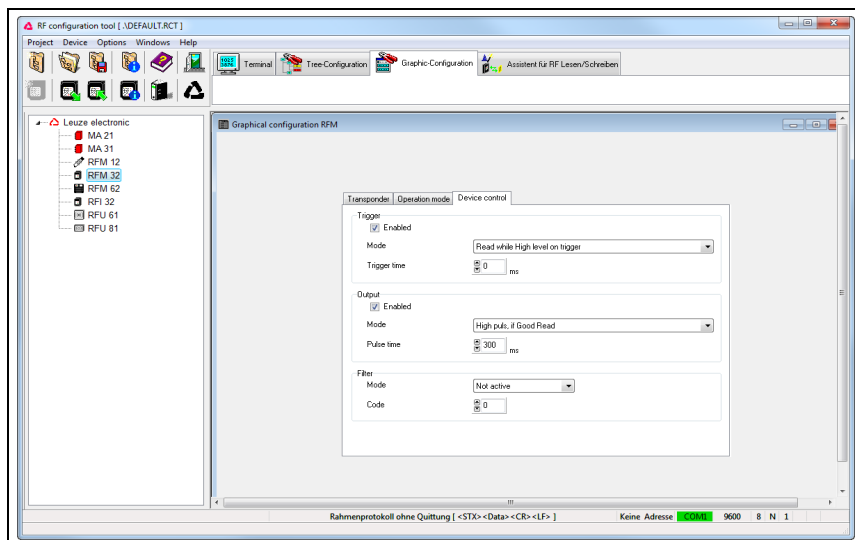 RF configuration tool [ .\DEFAULT.RCT ]
Project Device Options Windows Help
Terminal Tree-Configuration Graphic-Configuration Assistent für RF Lesen/Schreiben
Leuze electronic
MA 21
MA 31
RFM 12
RFM 32
RFM 62
RFI 32
RFU 61
RFU 81
Graphical configuration RFM
Transponder Operation mode Device control
Trigger
Enabled
Mode Read while High level on trigger
Trigger time 0 ms
Output
Enabled
Mode High puls, if Good Read
Pulse time 300 ms
Filter
Mode Not active
Code 0
Rahmenprotokoll ohne Quittung [ <STX><Data><CR><LF> ] Keine Adresse COM1 9600 8 N 1